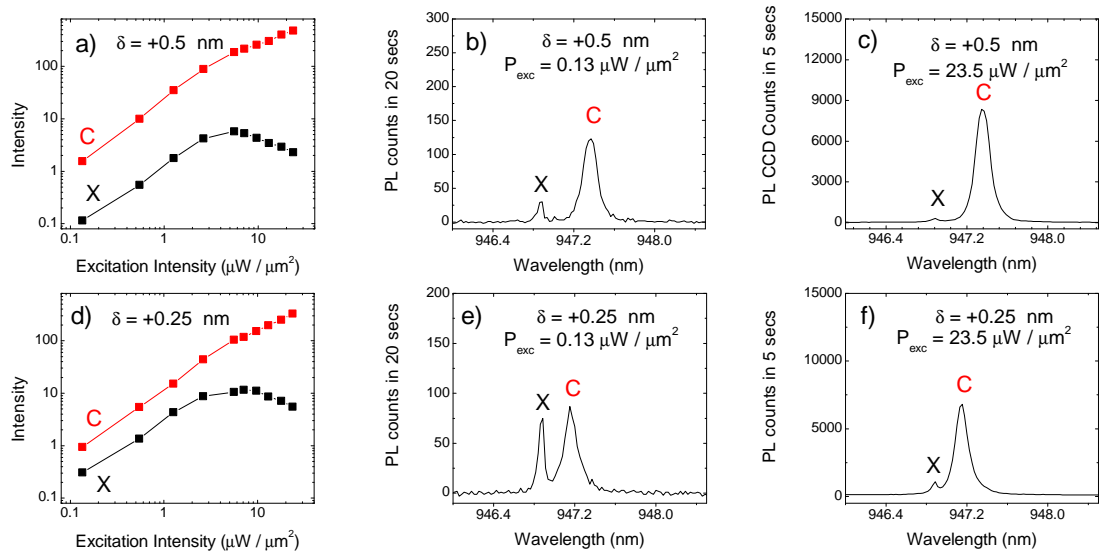 a)
δ = +0.5 nm
C
X
Intensity
100
10
1
0.1
0.1
1
10
Excitation Intensity (μW / μm²)
b)
δ = +0.5 nm
P_exc = 0.13 μW / μm²
C
X
PL counts in 20 secs
300
250
200
150
100
50
0
946.4
947.2
948.0
Wavelength (nm)
c)
δ = +0.5 nm
P_exc = 23.5 μW / μm²
C
X
PL CCD Counts in 5 secs
15000
12000
9000
6000
3000
0
946.4
947.2
948.0
Wavelength (nm)
d)
δ = +0.25 nm
C
X
Intensity
100
10
1
0.1
0.1
1
10
Excitation Intensity (μW / μm²)
e)
δ = +0.25 nm
P_exc = 0.13 μW / μm²
X
C
PL counts in 20 secs
200
150
100
50
0
946.4
947.2
948.0
Wavelength (nm)
f)
δ = +0.25 nm
P_exc = 23.5 μW / μm²
C
X
PL counts in 5 secs
15000
10000
5000
0
946.4
947.2
948.0
Wavelength (nm)